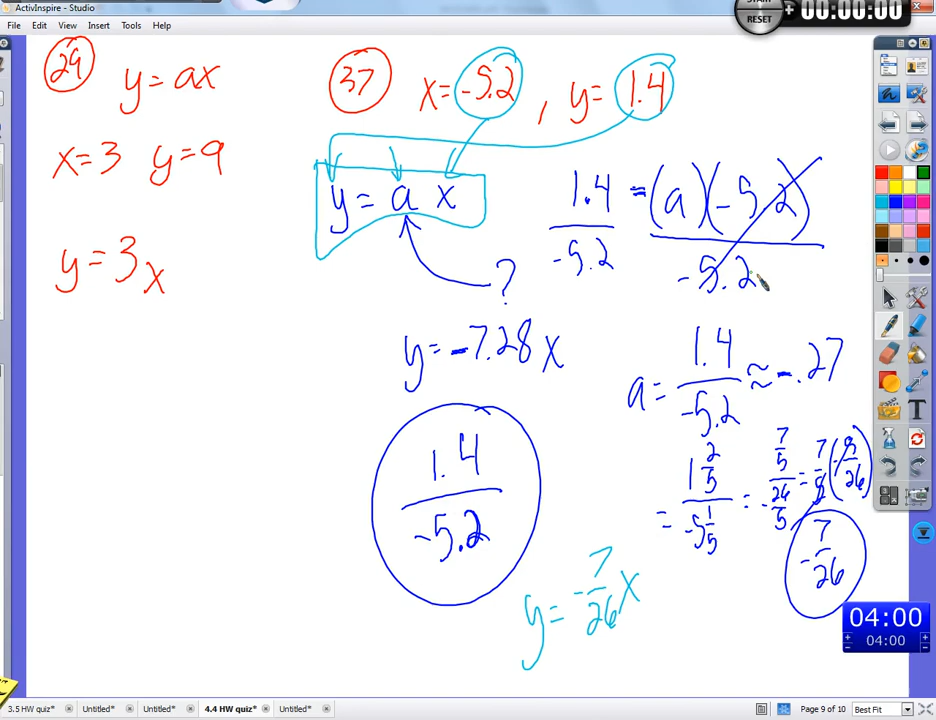 ActivInspire - Studio
START
RESET
00:00:00
File Edit View Insert Tools Help
29 y = ax
x = 3 y = 9
y = 3x
37 x = -5.2 , y = 1.4
y = a x
?
1.4 = (a)(-5.2)
-5.2 -5.2
y = -7.28x
a = 1.4/-5.2 ≈ -.27
1.4
-5.2
= 1 2/5 / -5 1/5 = - 7/5 / 26/5 = 7/5 (-5/26)
-7/26
y = -7/26 x
04:00
04:00
3.5 HW quiz* Untitled* Untitled* 4.4 HW quiz* Untitled* Page 9 of 10 Best Fit